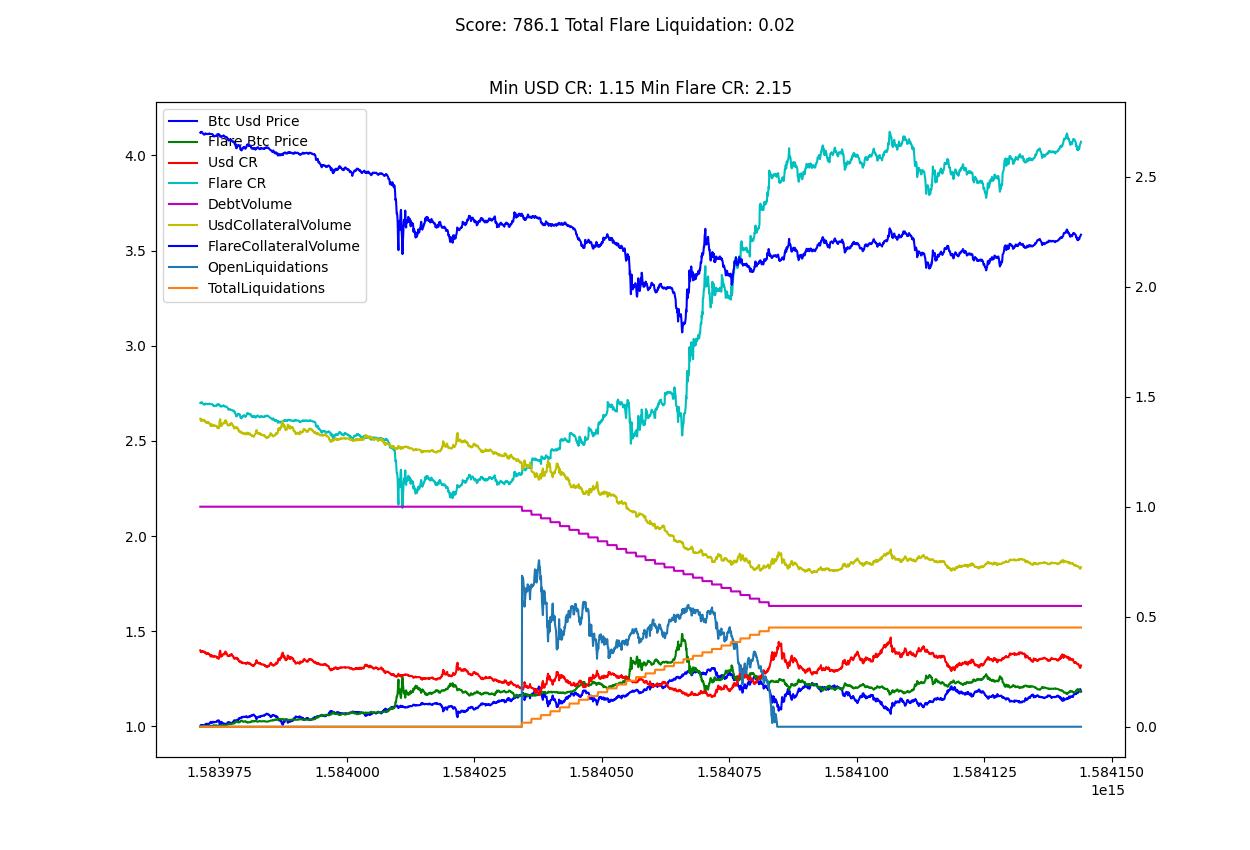 Score: 786.1 Total Flare Liquidation: 0.02
Min USD CR: 1.15 Min Flare CR: 2.15
Btc Usd Price
Flare Btc Price
Usd CR
Flare CR
DebtVolume
UsdCollateralVolume
FlareCollateralVolume
OpenLiquidations
TotalLiquidations
4.0
3.5
3.0
2.5
2.0
1.5
1.0
2.5
2.0
1.5
1.0
0.5
0.0
1.583975 1.584000 1.584025 1.584050 1.584075 1.584100 1.584125 1.584150
1e15